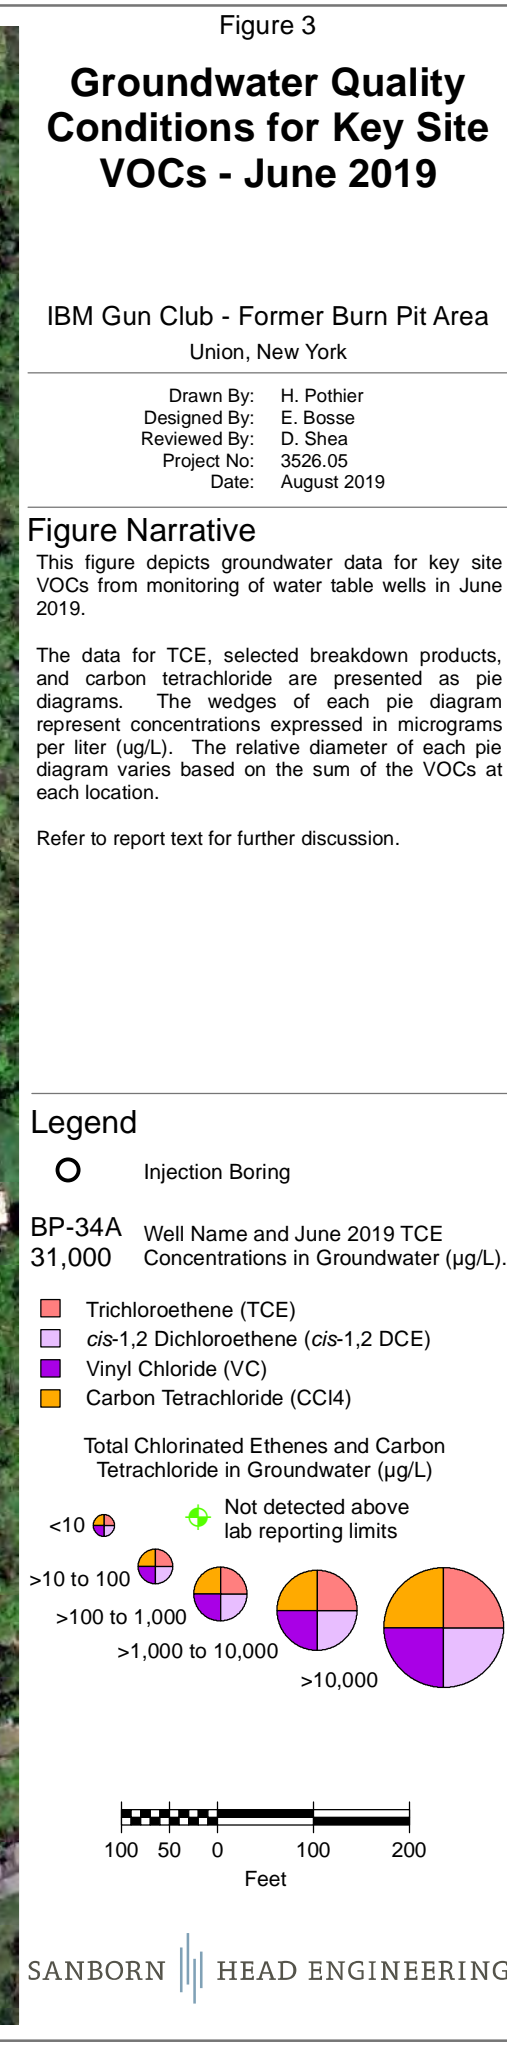 Figure 3
Groundwater Quality
Conditions for Key Site
VOCs - June 2019
IBM Gun Club - Former Burn Pit Area
Union, New York
Drawn By: H. Pothier
Designed By: E. Bosse
Reviewed By: D. Shea
Project No: 3526.05
Date: August 2019
Figure Narrative
This figure depicts groundwater data for key site
VOCs from monitoring of water table wells in June
2019.
The data for TCE, selected breakdown products,
and carbon tetrachloride are presented as pie
diagrams. The wedges of each pie diagram
represent concentrations expressed in micrograms
per liter (ug/L). The relative diameter of each pie
diagram varies based on the sum of the VOCs at
each location.
Refer to report text for further discussion.
Legend
Injection Boring
BP-34A Well Name and June 2019 TCE
31,000 Concentrations in Groundwater (µg/L).
Trichloroethene (TCE)
cis-1,2 Dichloroethene (cis-1,2 DCE)
Vinyl Chloride (VC)
Carbon Tetrachloride (CCl4)
Total Chlorinated Ethenes and Carbon
Tetrachloride in Groundwater (µg/L)
Not detected above
lab reporting limits
<10
>10 to 100
>100 to 1,000
>1,000 to 10,000
>10,000
100 50 0 100 200
Feet
SANBORN HEAD ENGINEERING